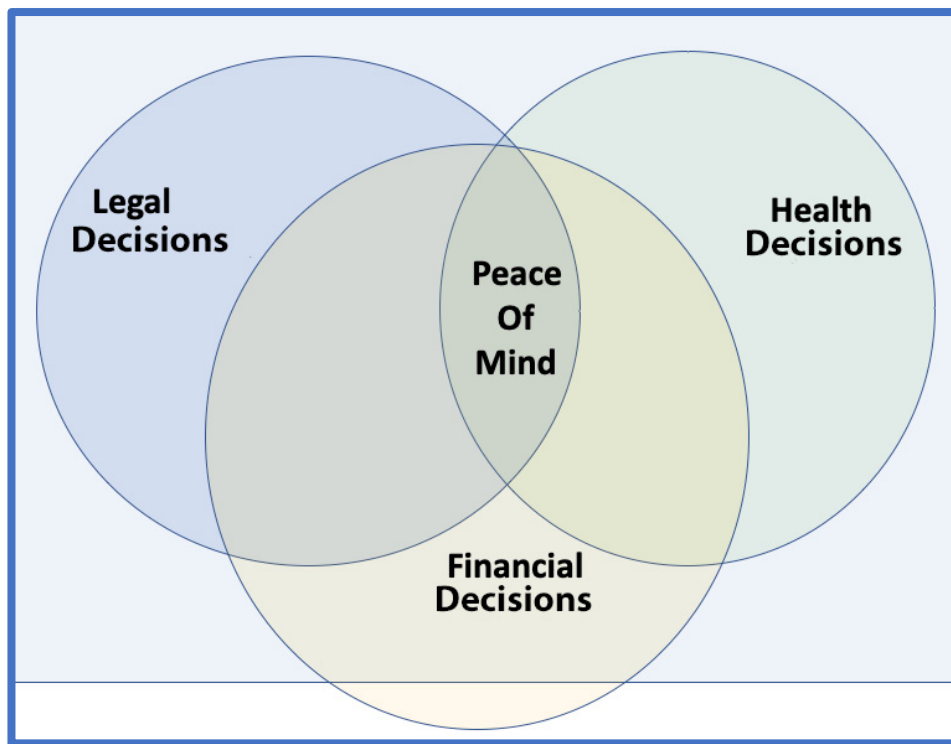 Legal
Decisions
Health
Decisions
Peace
Of
Mind
Financial
Decisions